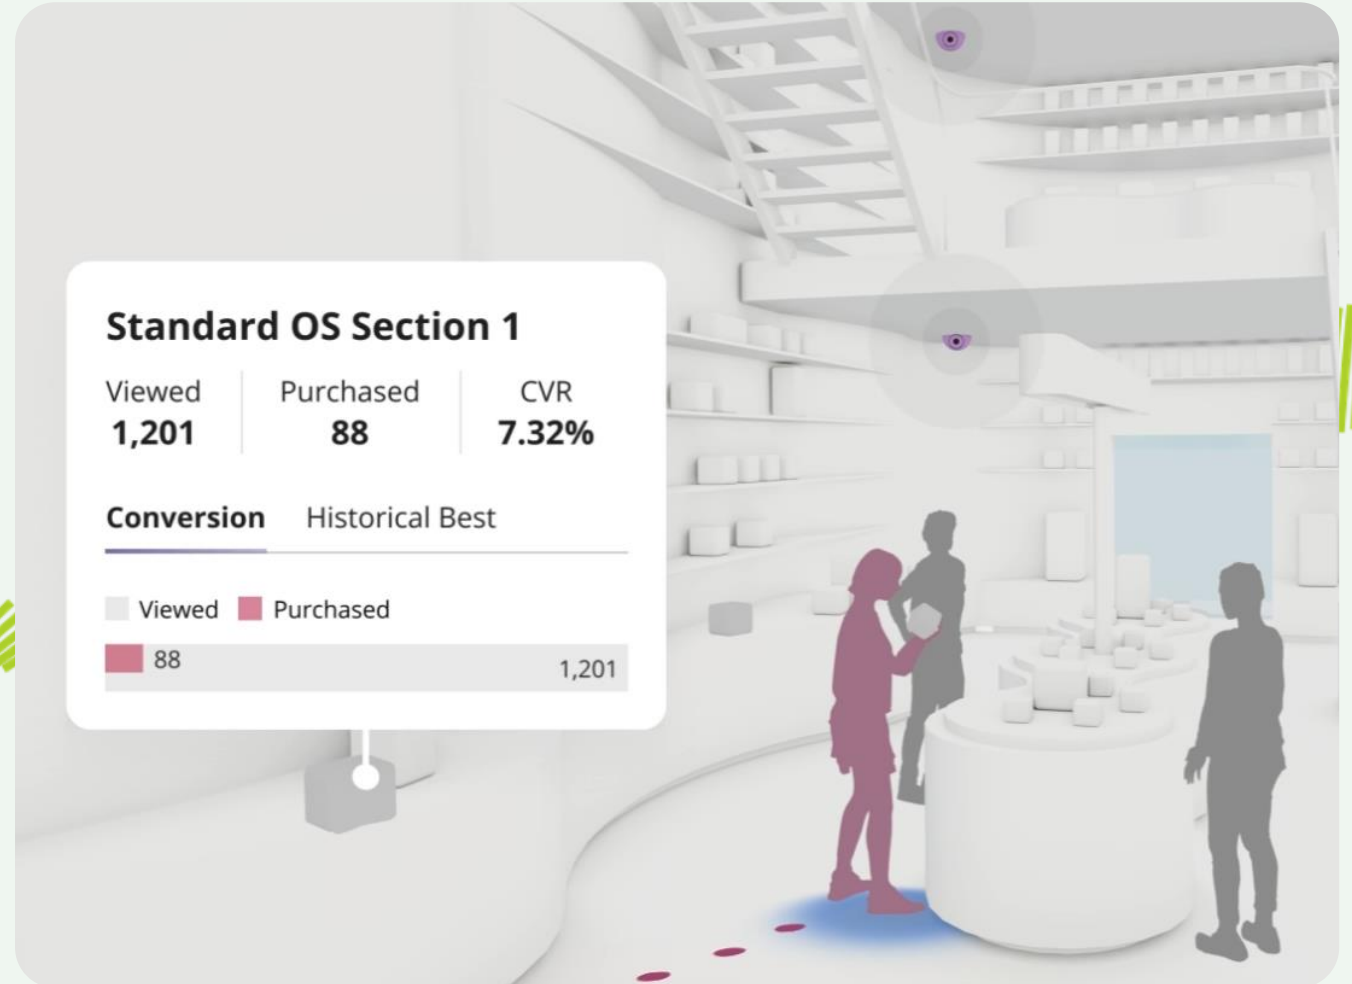 Standard OS Section 1
Viewed Purchased CVR
1,201 88 7.32%
Conversion Historical Best
Viewed Purchased
88 1,201